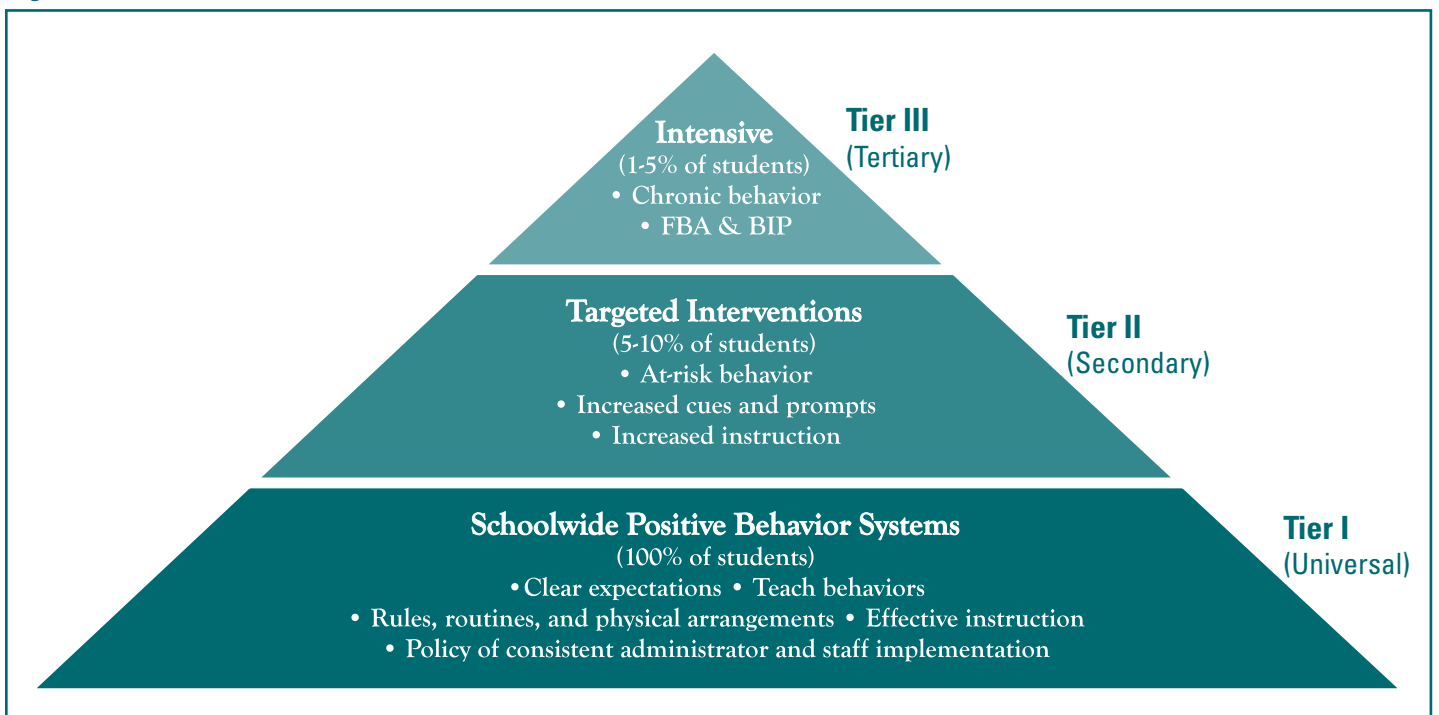 Intensive
(1-5% of students)
• Chronic behavior
• FBA & BIP
Tier III
(Tertiary)
Targeted Interventions
(5-10% of students)
• At-risk behavior
• Increased cues and prompts
• Increased instruction
Tier II
(Secondary)
Schoolwide Positive Behavior Systems
(100% of students)
•Clear expectations • Teach behaviors
• Rules, routines, and physical arrangements • Effective instruction
• Policy of consistent administrator and staff implementation
Tier I
(Universal)